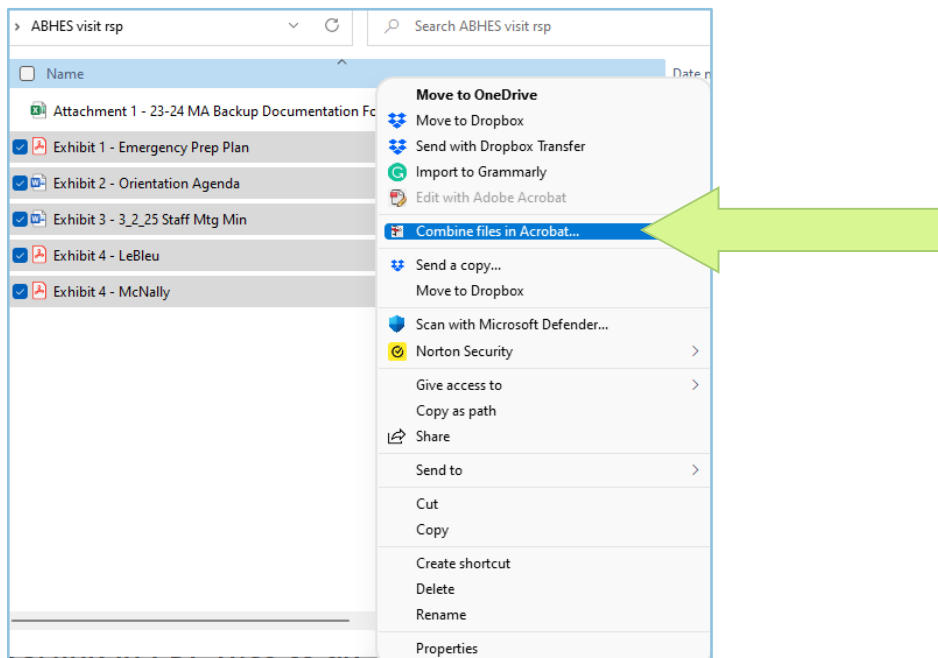 ABHES visit rsp
Search ABHES visit rsp
Name
Date
Attachment 1 - 23-24 MA Backup Documentation Fo
Exhibit 1 - Emergency Prep Plan
Exhibit 2 - Orientation Agenda
Exhibit 3 - 3_2_25 Staff Mtg Min
Exhibit 4 - LeBleu
Exhibit 4 - McNally
Move to OneDrive
Move to Dropbox
Send with Dropbox Transfer
Import to Grammarly
Edit with Adobe Acrobat
Combine files in Acrobat...
Send a copy...
Move to Dropbox
Scan with Microsoft Defender...
Norton Security
Give access to
Copy as path
Share
Send to
Cut
Copy
Create shortcut
Delete
Rename
Properties